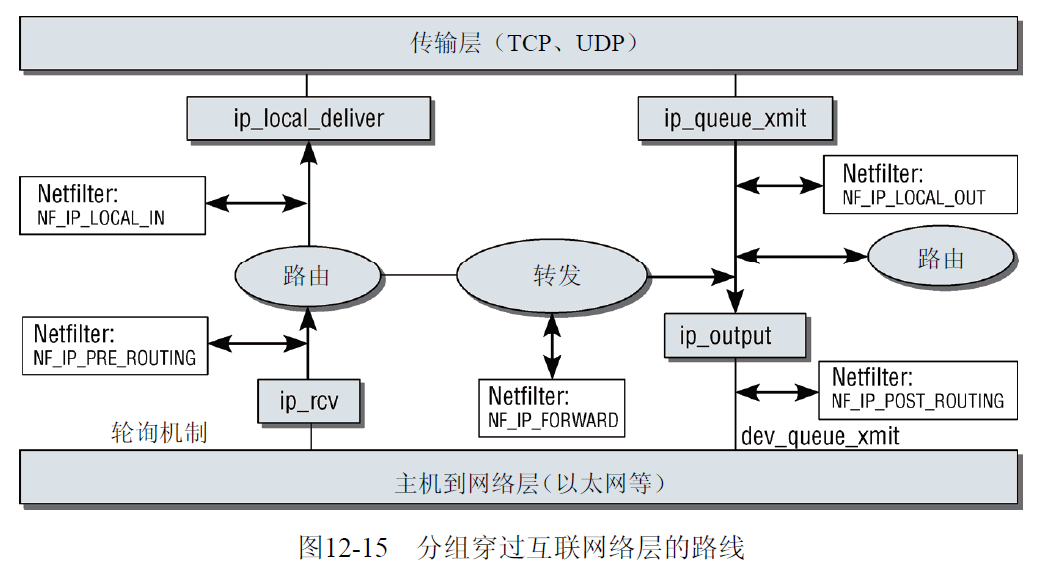 传输层（TCP、UDP）
ip_local_deliver
ip_queue_xmit
Netfilter:
NF_IP_LOCAL_IN
Netfilter:
NF_IP_LOCAL_OUT
路由
转发
路由
Netfilter:
NF_IP_PRE_ROUTING
ip_output
ip_rcv
Netfilter:
NF_IP_FORWARD
Netfilter:
NF_IP_POST_ROUTING
轮询机制
dev_queue_xmit
主机到网络层（以太网等）
图12-15 分组穿过互联网络层的路线